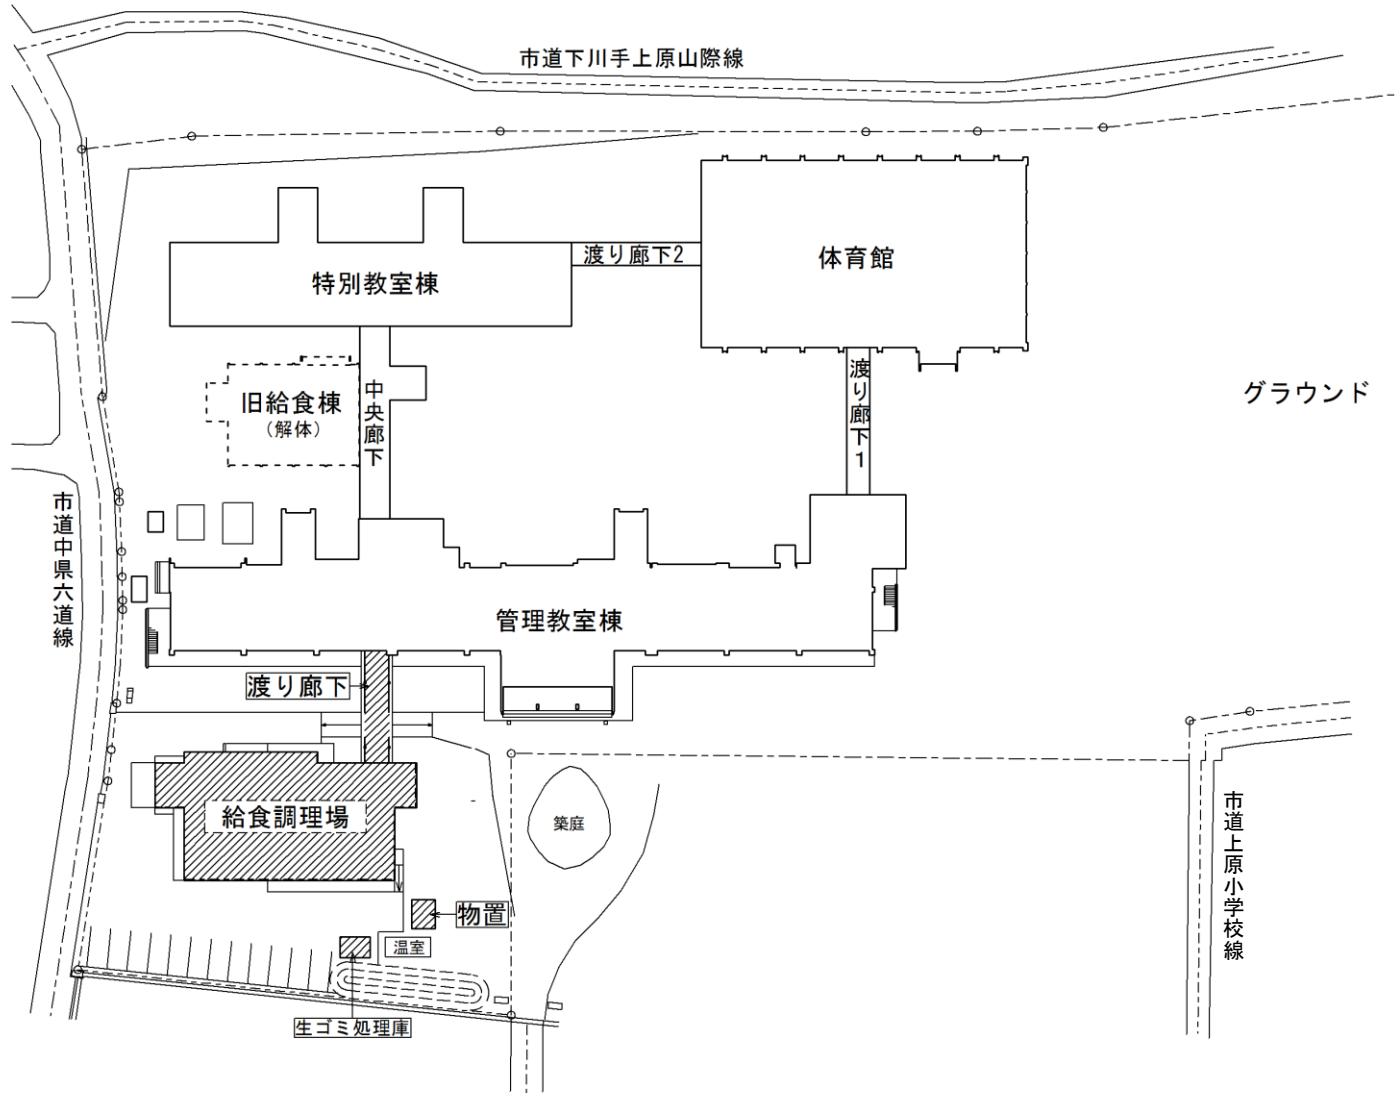 市道下川手上原山際線
渡り廊下2
体育館
特別教室棟
渡り廊下1
中央廊下
旧給食棟
(解体)
グラウンド
市道中県六道線
管理教室棟
渡り廊下
給食調理場
築庭
市道上原小学校線
物置
温室
生ゴミ処理庫